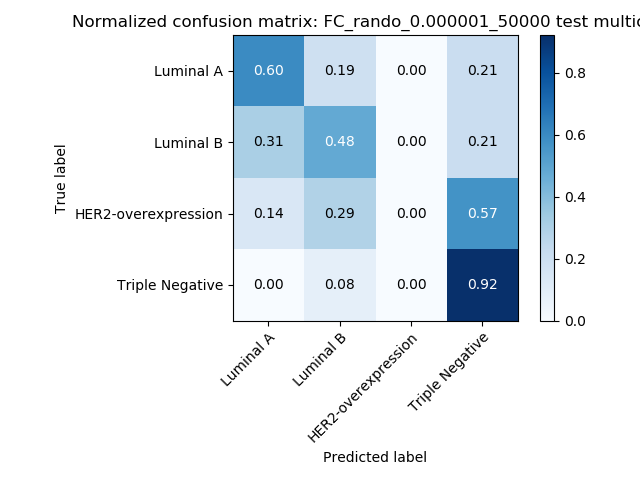 Normalized confusion matrix: FC_rando_0.000001_50000 test
Luminal A 0.60 0.19 0.00 0.21
Luminal B 0.31 0.48 0.00 0.21
HER2-overexpression 0.14 0.29 0.00 0.57
Triple Negative 0.00 0.08 0.00 0.92
True label
Luminal A
Luminal B
HER2-overexpression
Triple Negative
Predicted label
0.8
0.6
0.4
0.2
0.0